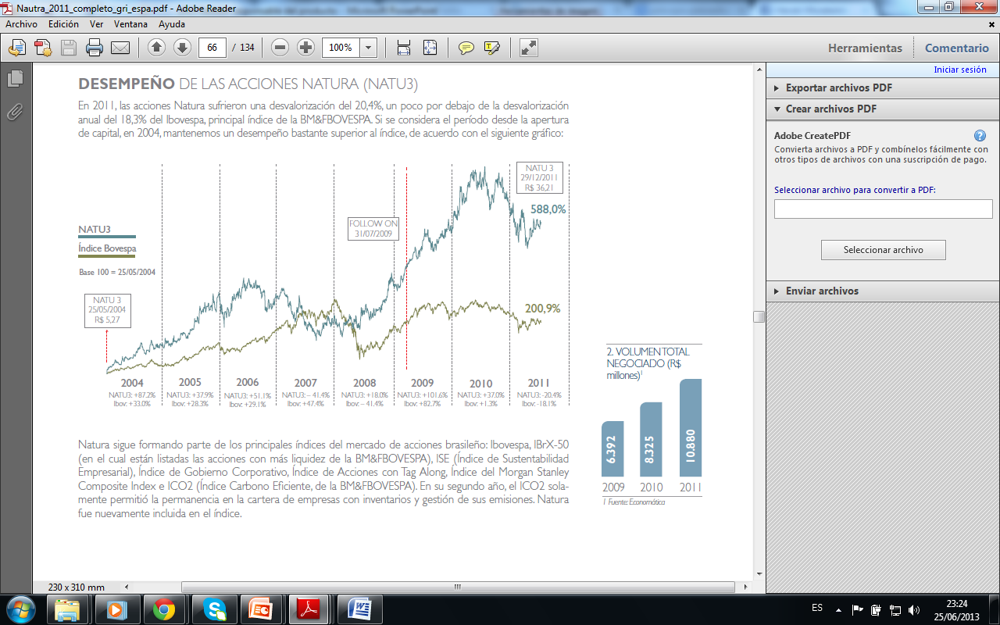 Nautra_2011_completo_gri_espa.pdf - Adobe Reader
Archivo Edición Ver Ventana Ayuda
66 / 134 100% Herramientas Comentario
Iniciar sesión
Exportar archivos PDF
Crear archivos PDF
Adobe CreatePDF
Convierta archivos a PDF y combínelos fácilmente con
otros tipos de archivos con una suscripción de pago.
Seleccionar archivo para convertir a PDF:
Seleccionar archivo
Enviar archivos
DESEMPEÑO DE LAS ACCIONES NATURA (NATU3)
En 2011, las acciones Natura sufrieron una desvalorización del 20,4%, un poco por debajo de la desvalorización
anual del 18,3% del Ibovespa, principal índice de la BM&FBOVESPA. Si se considera el período desde la apertura
de capital, en 2004, mantenemos un desempeño bastante superior al índice, de acuerdo con el siguiente gráfico:
NATU 3
29/12/2011
R$ 36,21
588,0%
FOLLOW ON
31/07/2009
NATU3
Índice Bovespa
Base 100 = 25/05/2004
NATU 3
25/05/2004
R$ 5,27
200,9%
2004 2005 2006 2007 2008 2009 2010 2011
NATU3: +87.2% NATU3: +37.9% NATU3: +51.1% NATU3: – 41.4% NATU3: +18.0% NATU3: +101.6% NATU3: +37.0% NATU3: -20.4%
Ibov: +33.0% Ibov: +28.3% Ibov: +29.1% Ibov: +47.4% Ibov: – 41.4% Ibov: +82.7% Ibov: +1.3% Ibov: -18.1%
2. VOLUMEN TOTAL
NEGOCIADO (R$
millones)1
6.392 8.325 10.880
2009 2010 2011
1 Fuente: Economática
Natura sigue formando parte de los principales índices del mercado de acciones brasileño: Ibovespa, IBrX-50
(en el cual están listadas las acciones con más liquidez de la BM&FBOVESPA), ISE (Índice de Sustentabilidad
Empresarial), Índice de Gobierno Corporativo, Índice de Acciones con Tag Along, Índice del Morgan Stanley
Composite Index e ICO2 (Índice Carbono Eficiente, de la BM&FBOVESPA). En su segundo año, el ICO2 sola-
mente permitió la permanencia en la cartera de empresas con inventarios y gestión de sus emisiones. Natura
fue nuevamente incluida en el índice.
230 x 310 mm
ES 23:24
25/06/2013